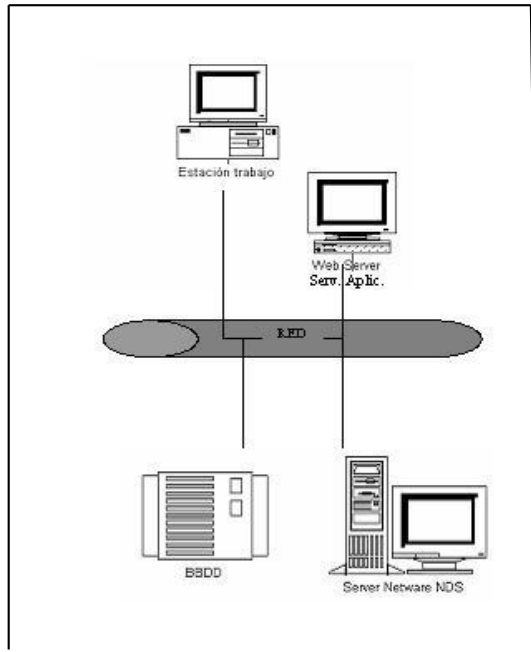 Estación trabajo
Web Server
Serv. Aplic.
RED
BBDD
Server Netware NDS